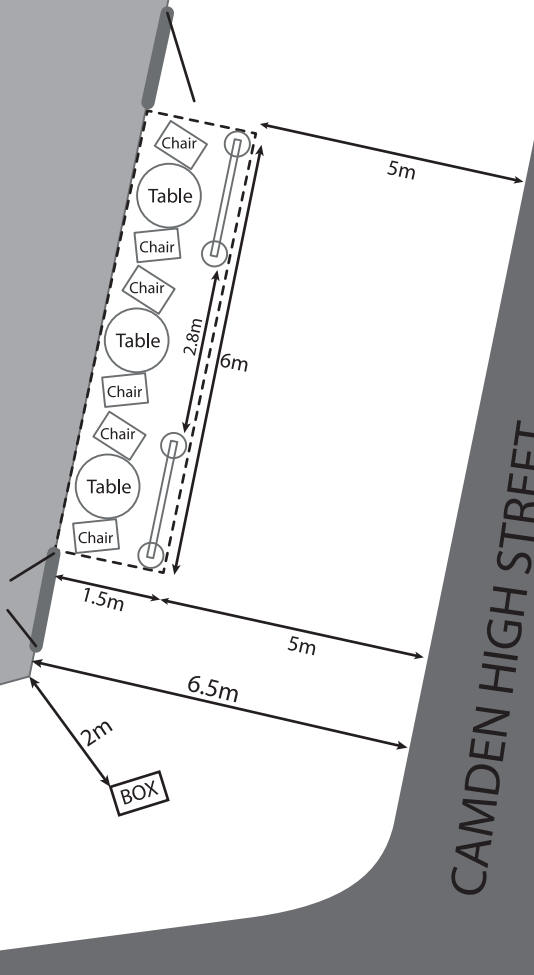 Chair
5m
Table
Chair
Chair
2.8m
Table
6m
Chair
Chair
Table
Chair
1.5m
5m
6.5m
2m
BOX
CAMDEN HIGH STREET